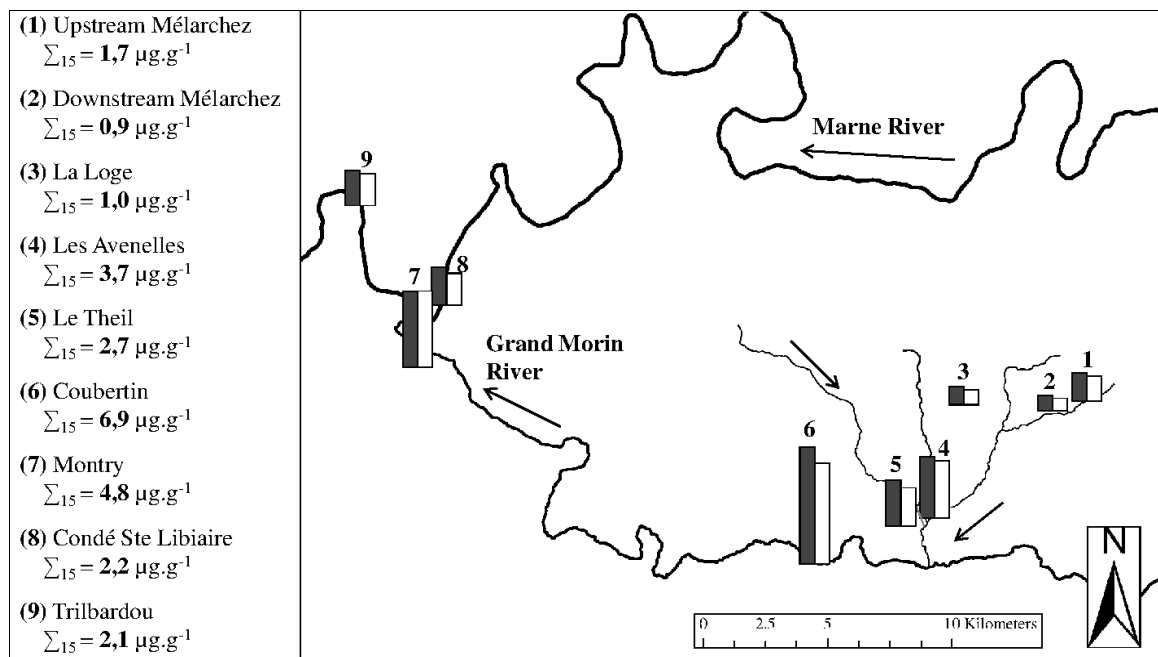 (1) Upstream Mélarchez
∑15 = 1,7 µg.g-1
(2) Downstream Mélarchez
∑15 = 0,9 µg.g-1
(3) La Loge
∑15 = 1,0 µg.g-1
(4) Les Avenelles
∑15 = 3,7 µg.g-1
(5) Le Theil
∑15 = 2,7 µg.g-1
(6) Coubertin
∑15 = 6,9 µg.g-1
(7) Montry
∑15 = 4,8 µg.g-1
(8) Condé Ste Libiaire
∑15 = 2,2 µg.g-1
(9) Trilbardou
∑15 = 2,1 µg.g-1
Marne River
9
8
7
Grand Morin
River
3
2
1
6
5
4
N
0 2.5 5 10 Kilometers